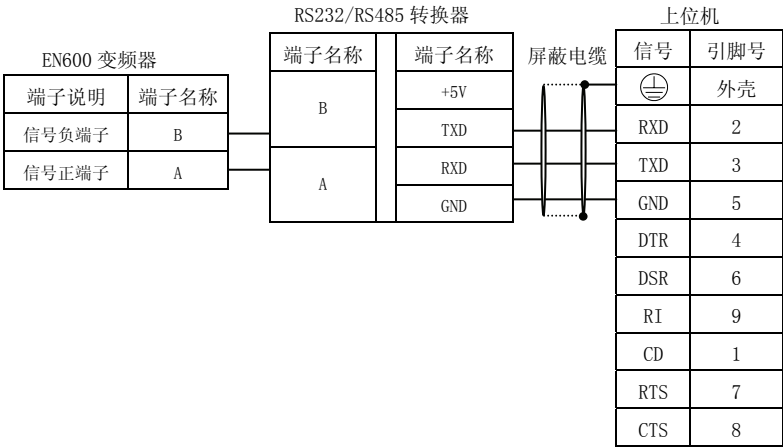 RS232/RS485 转换器
上位机
EN600 变频器
屏蔽电缆
端子说明 端子名称
信号负端子 B
信号正端子 A
端子名称
B
A
端子名称
+5V
TXD
RXD
GND
信号 引脚号
外壳
RXD 2
TXD 3
GND 5
DTR 4
DSR 6
RI 9
CD 1
RTS 7
CTS 8